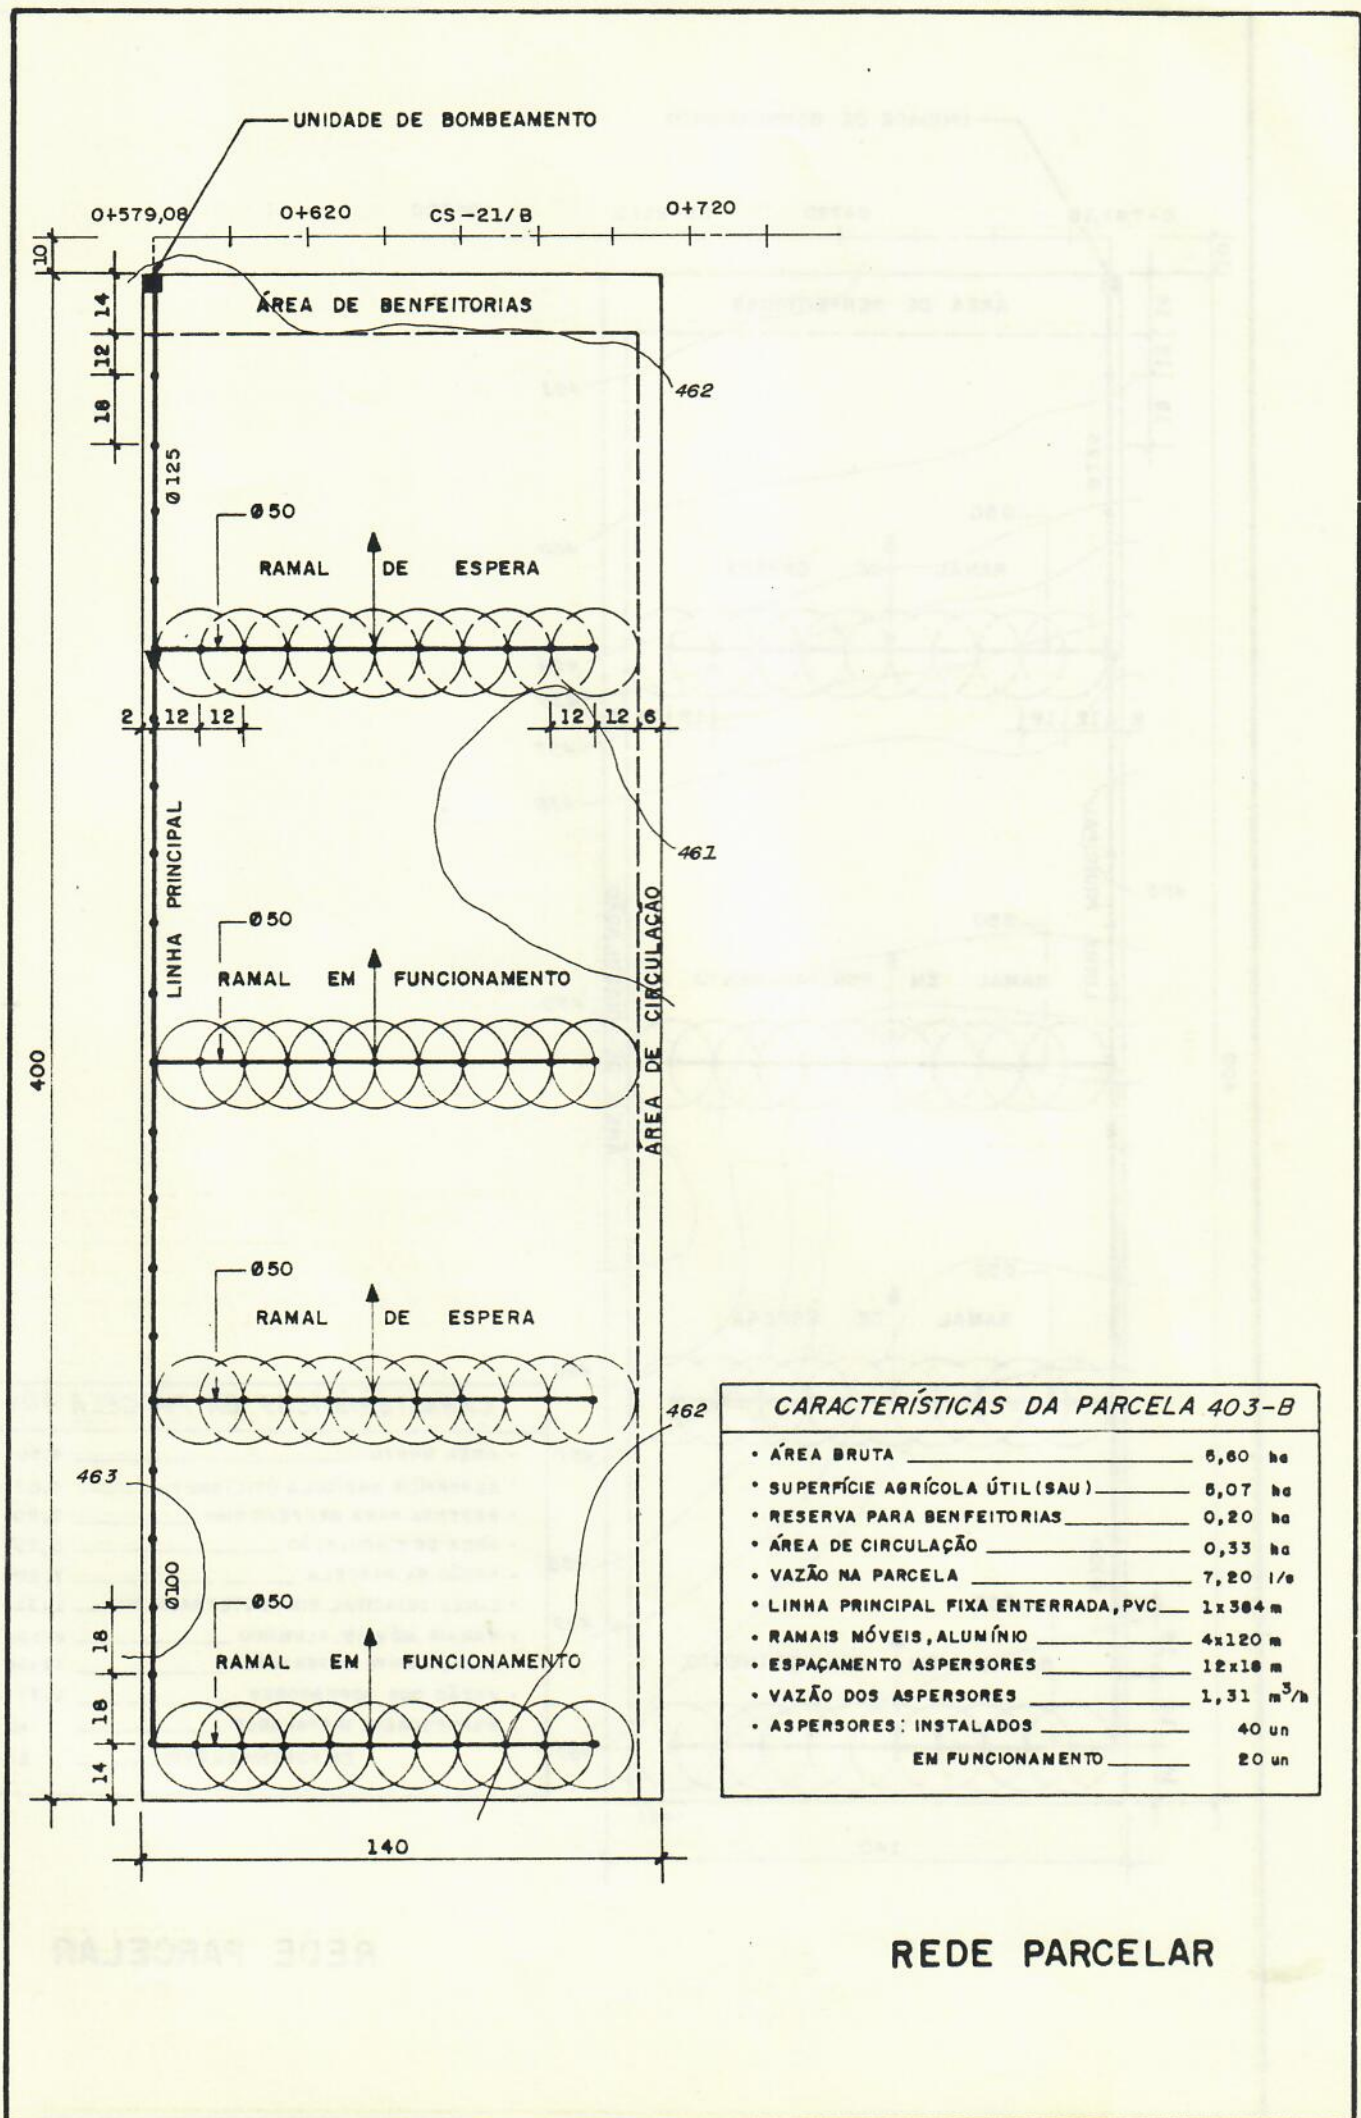 UNIDADE DE BOMBEAMENTO
0+579,08
0+620
CS-21/B
0+720
10
14
ÁREA DE BENFEITORIAS
12
462
18
Ø125
Ø50
RAMAL DE ESPERA
2 12 12
12 12 6
LINHA PRINCIPAL
461
ÁREA DE CIRCULAÇÃO
Ø50
RAMAL EM FUNCIONAMENTO
400
Ø50
RAMAL DE ESPERA
462
463
Ø100
Ø50
18
RAMAL EM FUNCIONAMENTO
18
14
140
CARACTERÍSTICAS DA PARCELA 403-B
• ÁREA BRUTA 5,60 ha
• SUPERFÍCIE AGRÍCOLA ÚTIL (SAU) 5,07 ha
• RESERVA PARA BENFEITORIAS 0,20 ha
• ÁREA DE CIRCULAÇÃO 0,33 ha
• VAZÃO NA PARCELA 7,20 l/s
• LINHA PRINCIPAL FIXA ENTERRADA, PVC 1x384 m
• RAMAIS MÓVEIS, ALUMÍNIO 4x120 m
• ESPAÇAMENTO ASPERSORES 12x18 m
• VAZÃO DOS ASPERSORES 1,31 m³/h
• ASPERSORES: INSTALADOS 40 un
EM FUNCIONAMENTO 20 un
REDE PARCELAR